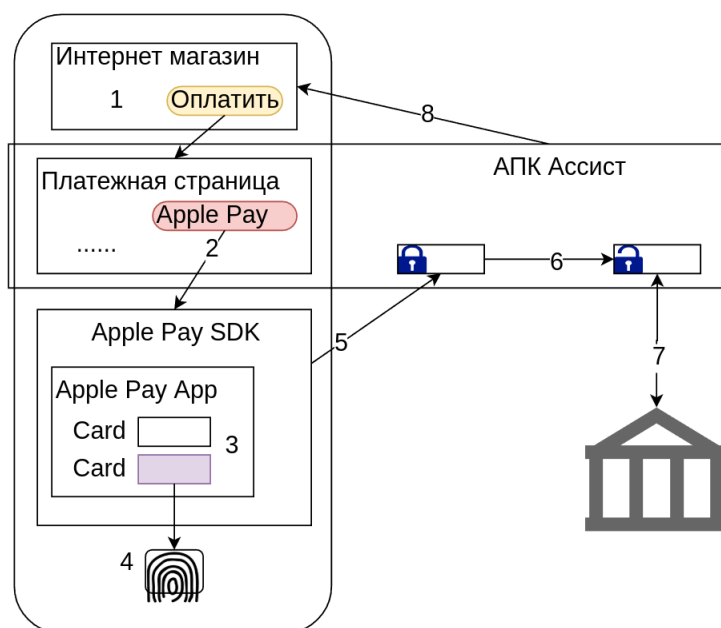 Интернет магазин
1
Оплатить
8
АПК Ассист
Платежная страница
Apple Pay
......
2
6
Apple Pay SDK
5
7
Apple Pay App
Card
3
Card
4